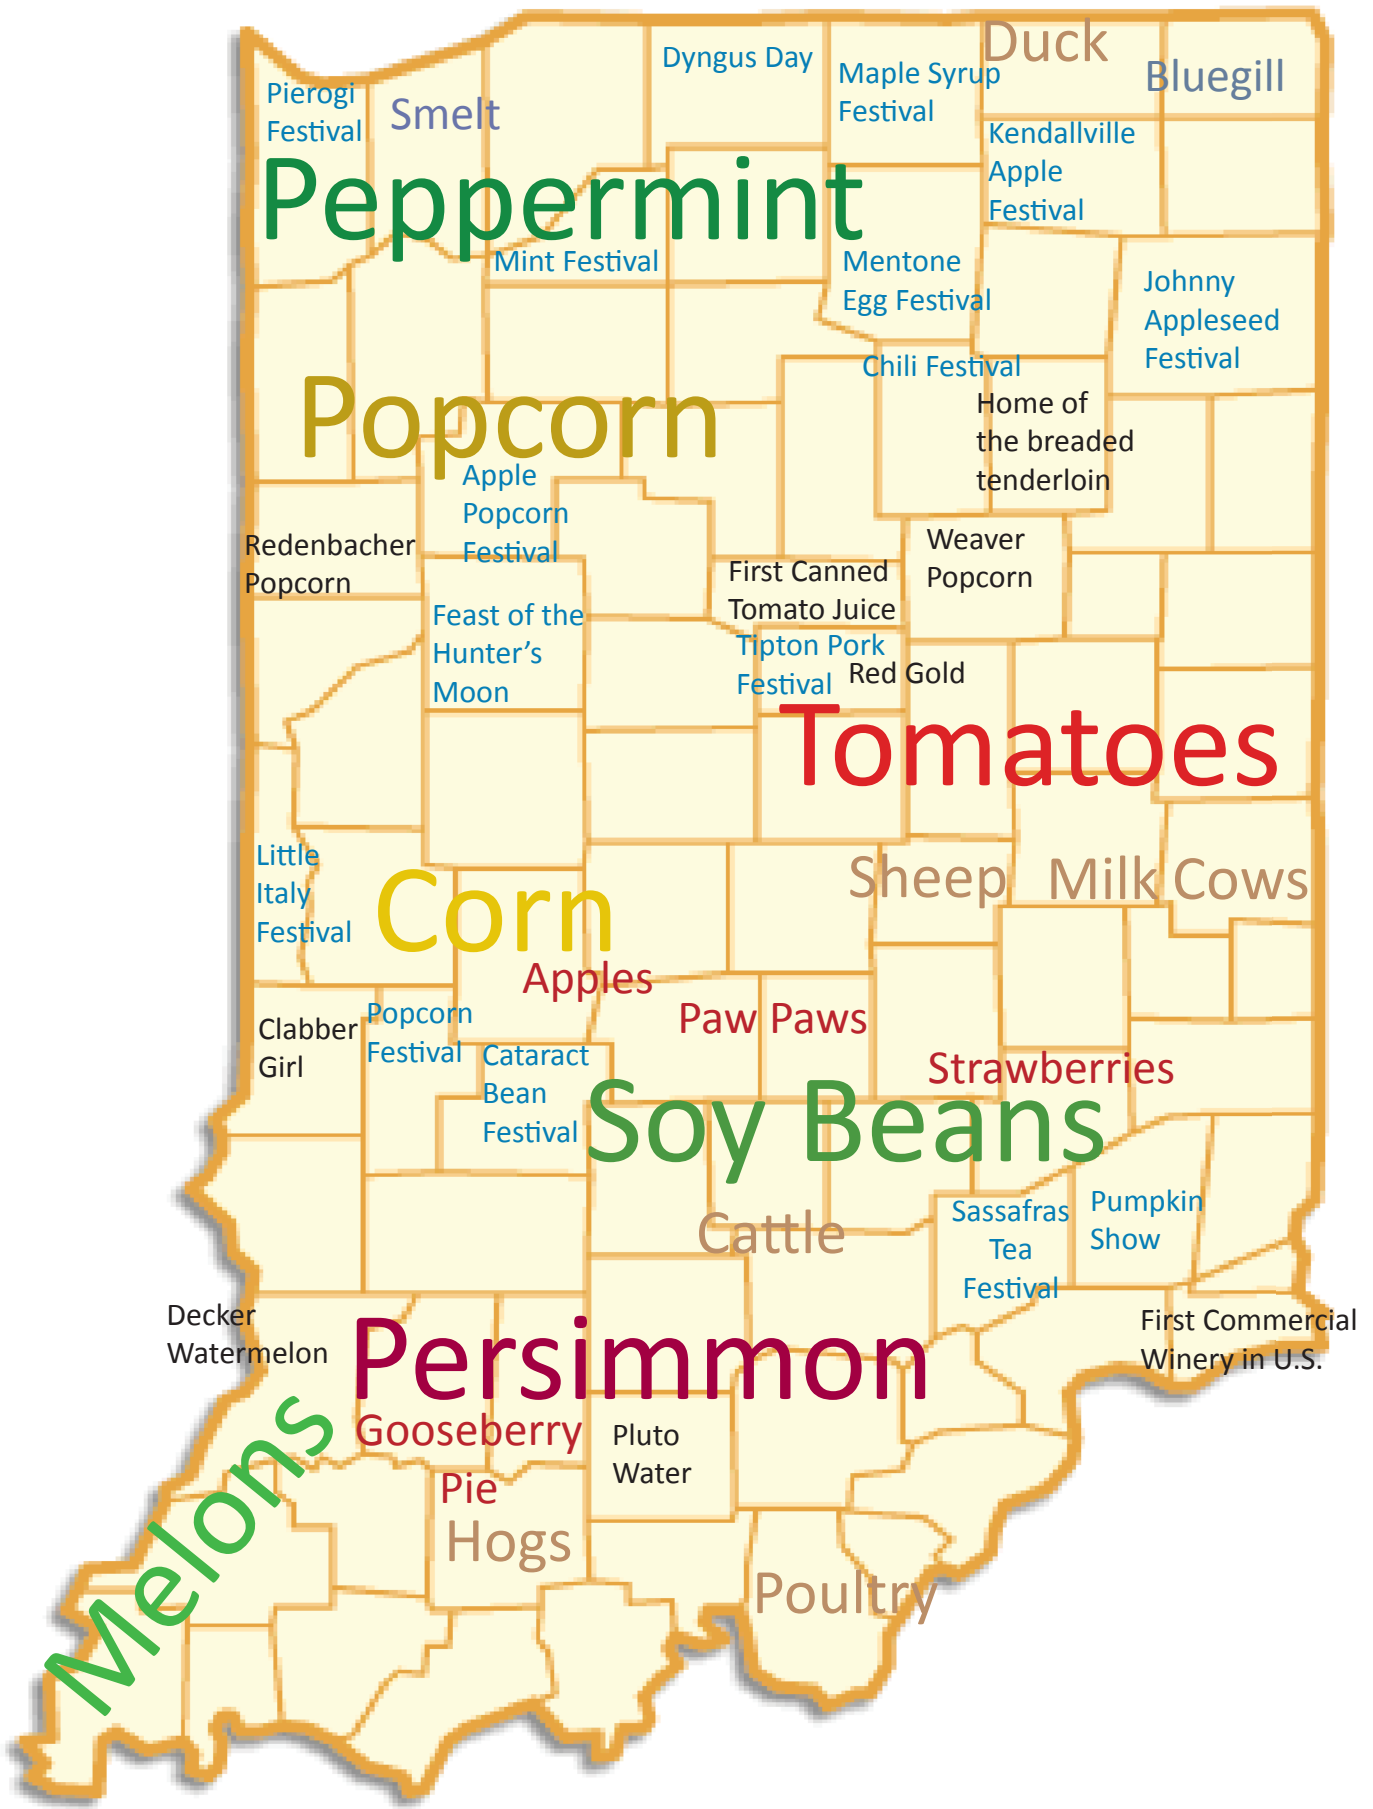 Duck
Dyngus Day
Maple Syrup
Festival
Bluegill
Pierogi
Festival
Smelt
Kendallville
Apple
Festival
Peppermint
Mint Festival
Mentone
Egg Festival
Johnny
Appleseed
Festival
Chili Festival
Popcorn
Home of
the breaded
tenderloin
Apple
Popcorn
Festival
Redenbacher
Popcorn
Weaver
Popcorn
First Canned
Tomato Juice
Feast of the
Hunter's
Moon
Tipton Pork
Festival
Red Gold
Tomatoes
Little
Italy
Festival
Corn
Sheep
Milk Cows
Apples
Paw Paws
Clabber
Girl
Popcorn
Festival
Cataract
Bean
Festival
Strawberries
Soy Beans
Cattle
Sassafras
Tea
Festival
Pumpkin
Show
Decker
Watermelon
Persimmon
First Commercial
Winery in U.S.
Gooseberry
Pie
Pluto
Water
Melons
Hogs
Poultry